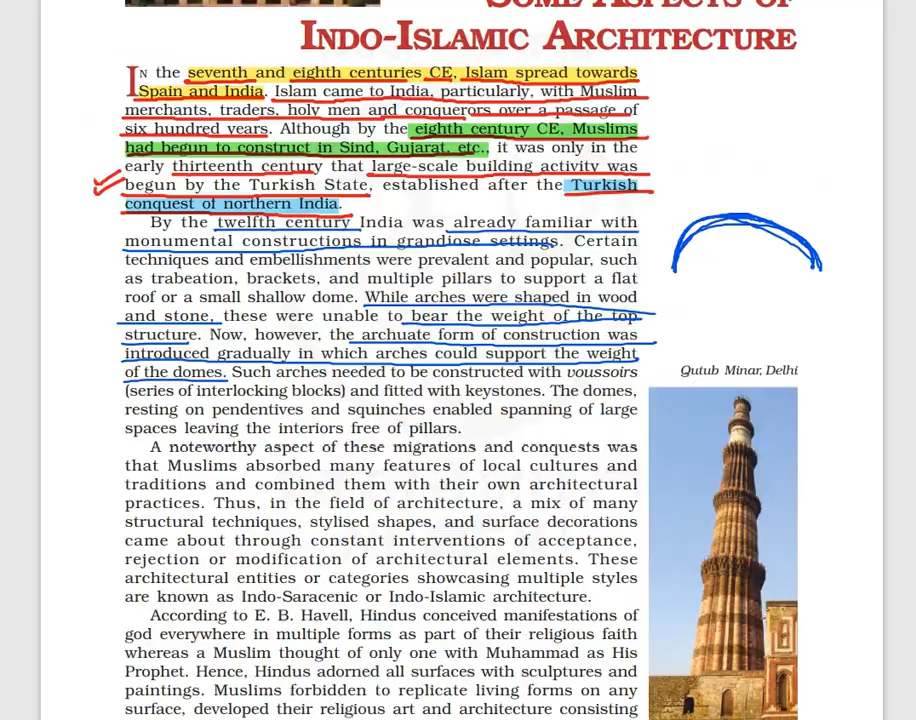 SOME ASPECTS OF
INDO-ISLAMIC ARCHITECTURE
IN the seventh and eighth centuries CE, Islam spread towards
Spain and India. Islam came to India, particularly, with Muslim
merchants, traders, holy men and conquerors over a passage of
six hundred years. Although by the eighth century CE, Muslims
had begun to construct in Sind, Gujarat, etc., it was only in the
early thirteenth century that large-scale building activity was
begun by the Turkish State, established after the Turkish
conquest of northern India.
By the twelfth century India was already familiar with
monumental constructions in grandiose settings. Certain
techniques and embellishments were prevalent and popular, such
as trabeation, brackets, and multiple pillars to support a flat
roof or a small shallow dome. While arches were shaped in wood
and stone, these were unable to bear the weight of the top
structure. Now, however, the archuate form of construction was
introduced gradually in which arches could support the weight
of the domes. Such arches needed to be constructed with voussoirs
(series of interlocking blocks) and fitted with keystones. The domes,
resting on pendentives and squinches enabled spanning of large
spaces leaving the interiors free of pillars.
A noteworthy aspect of these migrations and conquests was
that Muslims absorbed many features of local cultures and
traditions and combined them with their own architectural
practices. Thus, in the field of architecture, a mix of many
structural techniques, stylised shapes, and surface decorations
came about through constant interventions of acceptance,
rejection or modification of architectural elements. These
architectural entities or categories showcasing multiple styles
are known as Indo-Saracenic or Indo-Islamic architecture.
According to E. B. Havell, Hindus conceived manifestations of
god everywhere in multiple forms as part of their religious faith
whereas a Muslim thought of only one with Muhammad as His
Prophet. Hence, Hindus adorned all surfaces with sculptures and
paintings. Muslims forbidden to replicate living forms on any
surface, developed their religious art and architecture consisting
Qutub Minar, Delhi